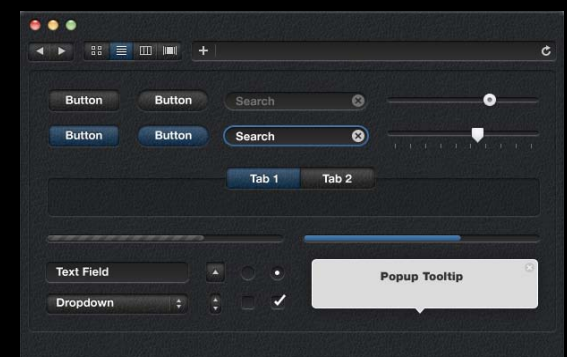 Button
Button
Search
Button
Button
Search
Tab 1
Tab 2
Text Field
Popup Tooltip
Dropdown